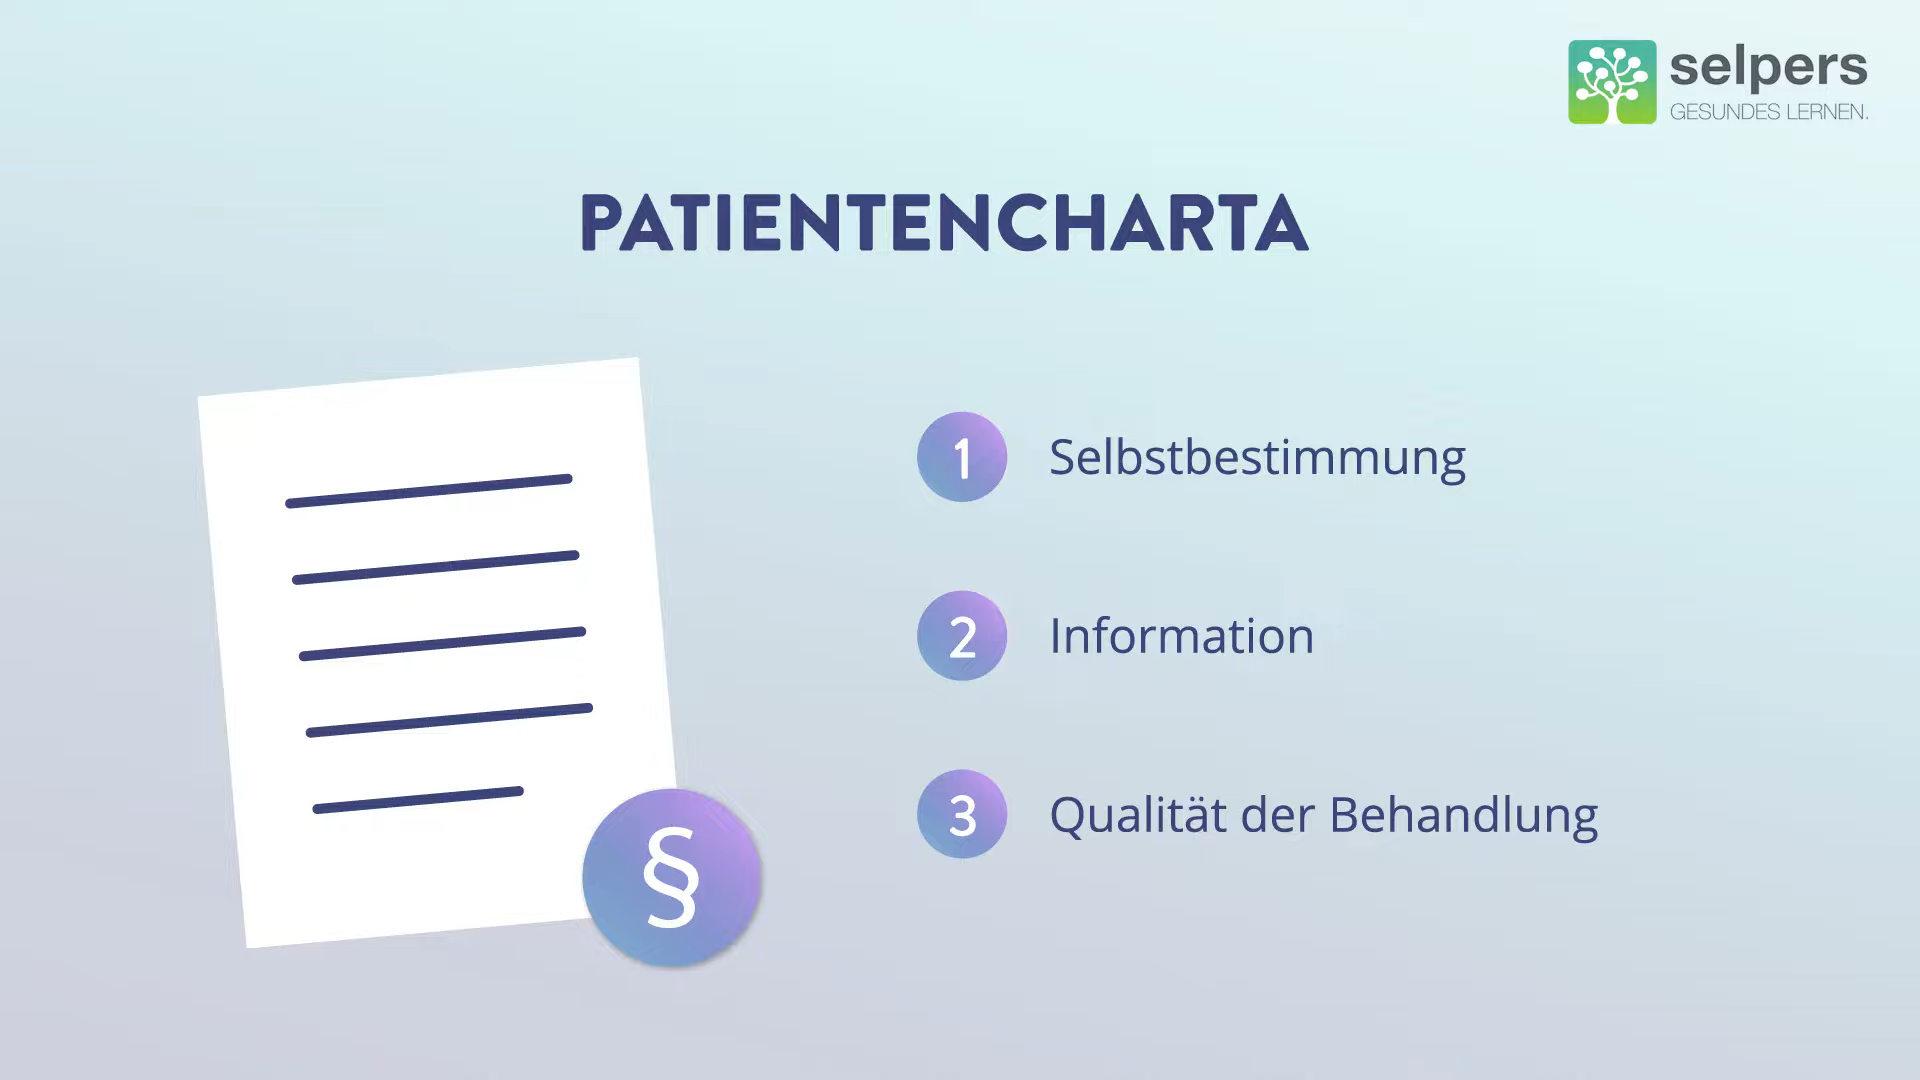 selpers
GESUNDES LERNEN.
PATIENTENCHARTA
1 Selbstbestimmung
2 Information
3 Qualität der Behandlung
§